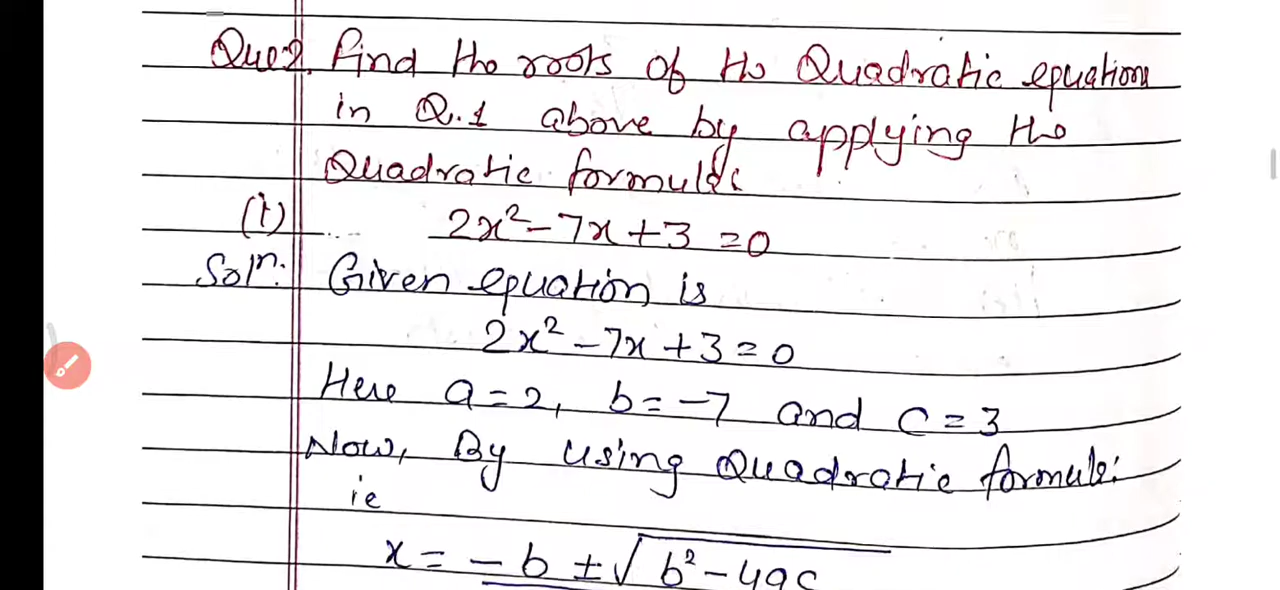 Que2. Find the roots of the Quadratic equation
in Q.1 above by applying the
Quadratic formula:
(i) 2x² - 7x + 3 = 0
Solⁿ. Given equation is
2x² - 7x + 3 = 0
Here a = 2, b = -7 and c = 3
Now, By using Quadratic formula:
ie
x = -b ± √b² - 4ac